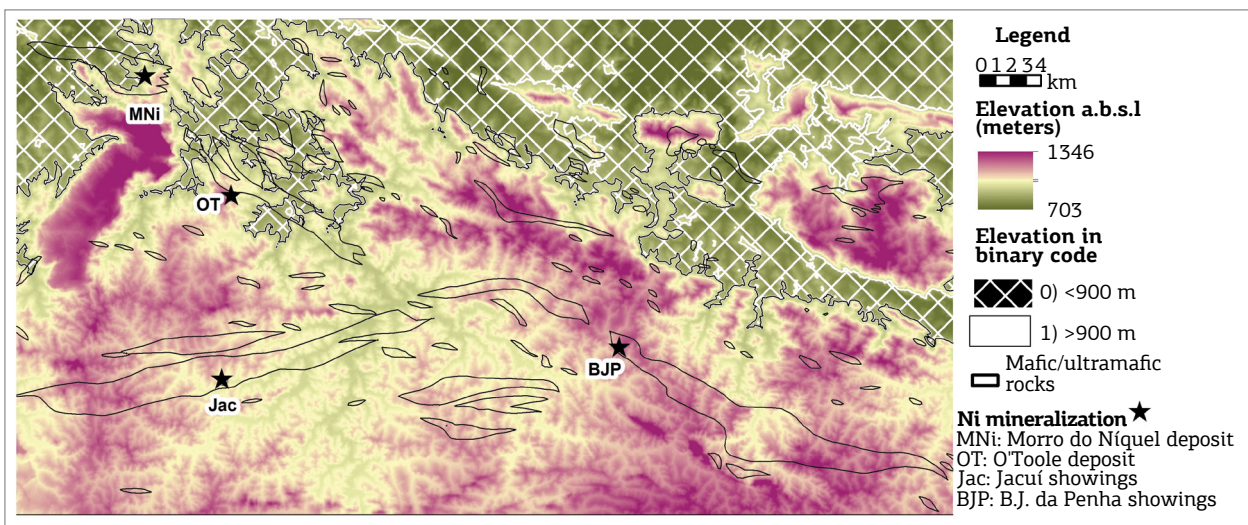 MNi
OT
Jac
BJP
Legend
0 1 2 3 4
km
Elevation a.b.s.l
(meters)
1346
703
Elevation in
binary code
0) <900 m
1) >900 m
Mafic/ultramafic
rocks
Ni mineralization
MNi: Morro do Níquel deposit
OT: O'Toole deposit
Jac: Jacuí showings
BJP: B.J. da Penha showings